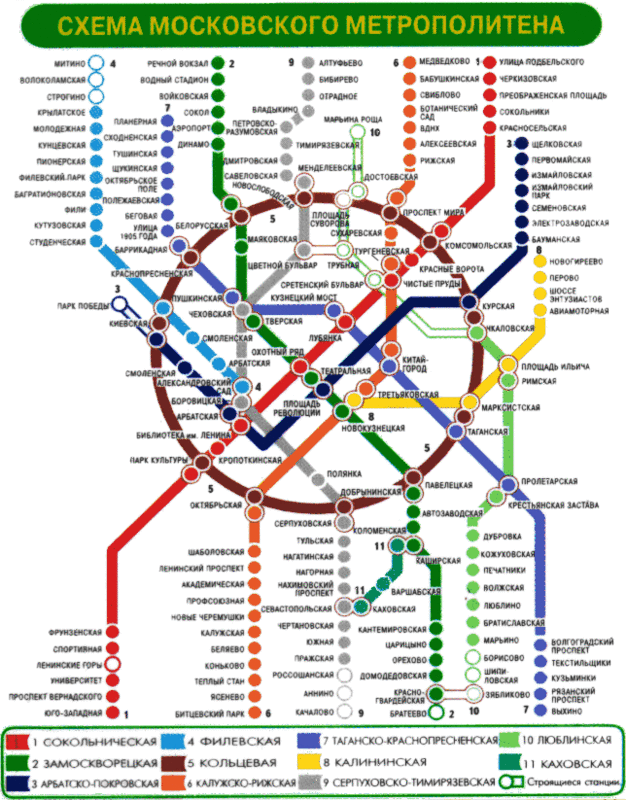 СХЕМА МОСКОВСКОГО МЕТРОПОЛИТЕНА
МИТИНО
4
ВОЛОКОЛАМСКАЯ
СТРОГИНО
КРЫЛАТСКОЕ
МОЛОДЕЖНАЯ
КУНЦЕВСКАЯ
ПИОНЕРСКАЯ
ФИЛЕВСКИЙ ПАРК
БАГРАТИОНОВСКАЯ
ФИЛИ
КУТУЗОВСКАЯ
СТУДЕНЧЕСКАЯ
РЕЧНОЙ ВОКЗАЛ
2
ВОДНЫЙ СТАДИОН
ВОЙКОВСКАЯ
СОКОЛ
АЭРОПОРТ
ДИНАМО
7
ПЛАНЕРНАЯ
СХОДНЕНСКАЯ
ТУШИНСКАЯ
ЩУКИНСКАЯ
ОКТЯБРЬСКОЕ
ПОЛЕ
ПОЛЕЖАЕВСКАЯ
БЕГОВАЯ
УЛИЦА
1905 ГОДА
БАРРИКАДНАЯ
КРАСНОПРЕСНЕНСКАЯ
9
АЛТУФЬЕВО
БИБИРЕВО
ОТРАДНОЕ
ВЛАДЫКИНО
ПЕТРОВСКО-
РАЗУМОВСКАЯ
ТИМИРЯЗЕВСКАЯ
ДМИТРОВСКАЯ
САВЕЛОВСКАЯ
МЕНДЕЛЕЕВСКАЯ
НОВОСЛОБОДСКАЯ
МАРЬИНА РОЩА
10
ДОСТОЕВСКАЯ
6
МЕДВЕДКОВО
БАБУШКИНСКАЯ
СВИБЛОВО
БОТАНИЧЕСКИЙ
САД
ВДНХ
АЛЕКСЕЕВСКАЯ
РИЖСКАЯ
ПРОСПЕКТ МИРА
УЛИЦА ПОДБЕЛЬСКОГО
ЧЕРКИЗОВСКАЯ
ПРЕОБРАЖЕНСКАЯ ПЛОЩАДЬ
СОКОЛЬНИКИ
КРАСНОСЕЛЬСКАЯ
КОМСОМОЛЬСКАЯ
КРАСНЫЕ ВОРОТА
ЧИСТЫЕ ПРУДЫ
3
ЩЕЛКОВСКАЯ
ПЕРВОМАЙСКАЯ
ИЗМАЙЛОВСКАЯ
ИЗМАЙЛОВСКИЙ
ПАРК
СЕМЕНОВСКАЯ
ЭЛЕКТРОЗАВОДСКАЯ
БАУМАНСКАЯ
8
НОВОГИРЕЕВО
ПЕРОВО
ШОССЕ
ЭНТУЗИАСТОВ
АВИАМОТОРНАЯ
5
ПЛОЩАДЬ
СУВОРОВА
СУХАРЕВСКАЯ
ТУРГЕНЕВСКАЯ
БЕЛОРУССКАЯ
МАЯКОВСКАЯ
ЦВЕТНОЙ БУЛЬВАР
ТРУБНАЯ
СРЕТЕНСКИЙ БУЛЬВАР
КУЗНЕЦКИЙ МОСТ
ПУШКИНСКАЯ
ЧЕХОВСКАЯ
ТВЕРСКАЯ
ЛУБЯНКА
КУРСКАЯ
ПАРК ПОБЕДЫ
3
КИЕВСКАЯ
СМОЛЕНСКАЯ
АРБАТСКАЯ
ОХОТНЫЙ РЯД
ТЕАТРАЛЬНАЯ
КИТАЙ-
ГОРОД
ПЛОЩАДЬ ИЛЬИЧА
РИМСКАЯ
СМОЛЕНСКАЯ
АЛЕКСАНДРОВСКИЙ
САД
4
БОРОВИЦКАЯ
АРБАТСКАЯ
БИБЛИОТЕКА им. ЛЕНИНА
ПЛОЩАДЬ
РЕВОЛЮЦИИ
ТРЕТЬЯКОВСКАЯ
8
НОВОКУЗНЕЦКАЯ
МАРКСИСТСКАЯ
ТАГАНСКАЯ
ПАРК КУЛЬТУРЫ
КРОПОТКИНСКАЯ
5
ПОЛЯНКА
5
ОКТЯБРЬСКАЯ
ДОБРЫНИНСКАЯ
ПАВЕЛЕЦКАЯ
ПРОЛЕТАРСКАЯ
КРЕСТЬЯНСКАЯ ЗАСТАВА
СЕРПУХОВСКАЯ
АВТОЗАВОДСКАЯ
КОЛОМЕНСКАЯ
11
КАШИРСКАЯ
ВАРШАВСКАЯ
11
КАХОВСКАЯ
ТУЛЬСКАЯ
НАГАТИНСКАЯ
НАГОРНАЯ
НАХИМОВСКИЙ
ПРОСПЕКТ
СЕВАСТОПОЛЬСКАЯ
ЧЕРТАНОВСКАЯ
ЮЖНАЯ
ПРАЖСКАЯ
РОССОШАНСКАЯ
АННИНО
КАЧАЛОВО
9
ШАБОЛОВСКАЯ
ЛЕНИНСКИЙ ПРОСПЕКТ
АКАДЕМИЧЕСКАЯ
ПРОФСОЮЗНАЯ
НОВЫЕ ЧЕРЕМУШКИ
КАЛУЖСКАЯ
БЕЛЯЕВО
КОНЬКОВО
ТЕПЛЫЙ СТАН
ЯСЕНЕВО
БИТЦЕВСКИЙ ПАРК
6
ФРУНЗЕНСКАЯ
СПОРТИВНАЯ
ЛЕНИНСКИЕ ГОРЫ
УНИВЕРСИТЕТ
ПРОСПЕКТ ВЕРНАДСКОГО
ЮГО-ЗАПАДНАЯ
1
КАНТЕМИРОВСКАЯ
ЦАРИЦЫНО
ОРЕХОВО
ДОМОДЕДОВСКАЯ
КРАСНО-
ГВАРДЕЙСКАЯ
БРАТЕЕВО
2
ДУБРОВКА
КОЖУХОВСКАЯ
ПЕЧАТНИКИ
ВОЛЖСКАЯ
ЛЮБЛИНО
БРАТИСЛАВСКАЯ
МАРЬИНО
БОРИСОВО
ШИПИ-
ЛОВСКАЯ
ЗЯБЛИКОВО
10
ВОЛГОГРАДСКИЙ
ПРОСПЕКТ
ТЕКСТИЛЬЩИКИ
КУЗЬМИНКИ
РЯЗАНСКИЙ
ПРОСПЕКТ
7
ВЫХИНО
1 СОКОЛЬНИЧЕСКАЯ
4 ФИЛЕВСКАЯ
7 ТАГАНСКО-КРАСНОПРЕСНЕНСКАЯ
10 ЛЮБЛИНСКАЯ
2 ЗАМОСКВОРЕЦКАЯ
5 КОЛЬЦЕВАЯ
8 КАЛИНИНСКАЯ
11 КАХОВСКАЯ
3 АРБАТСКО-ПОКРОВСКАЯ
6 КАЛУЖСКО-РИЖСКАЯ
9 СЕРПУХОВСКО-ТИМИРЯЗЕВСКАЯ
Строящиеся станции